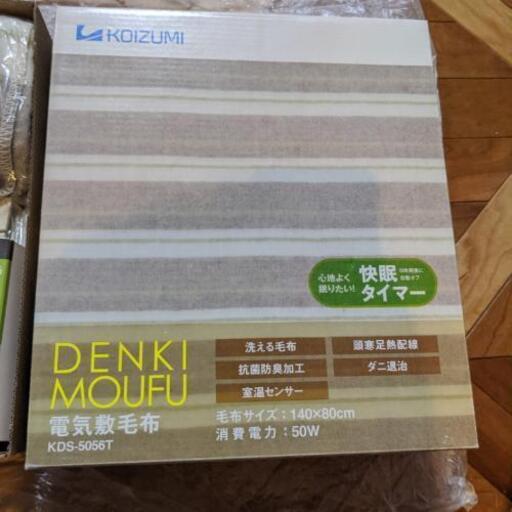 KOIZUMI
心地よく
眠りたい!
快眠
タイマー
DENKI
MOUFU
電気敷毛布
KDS-5056T
洗える毛布
頭寒足熱配線
抗菌防臭加工
ダニ退治
室温センサー
毛布サイズ:140×80cm
消費電力:50W